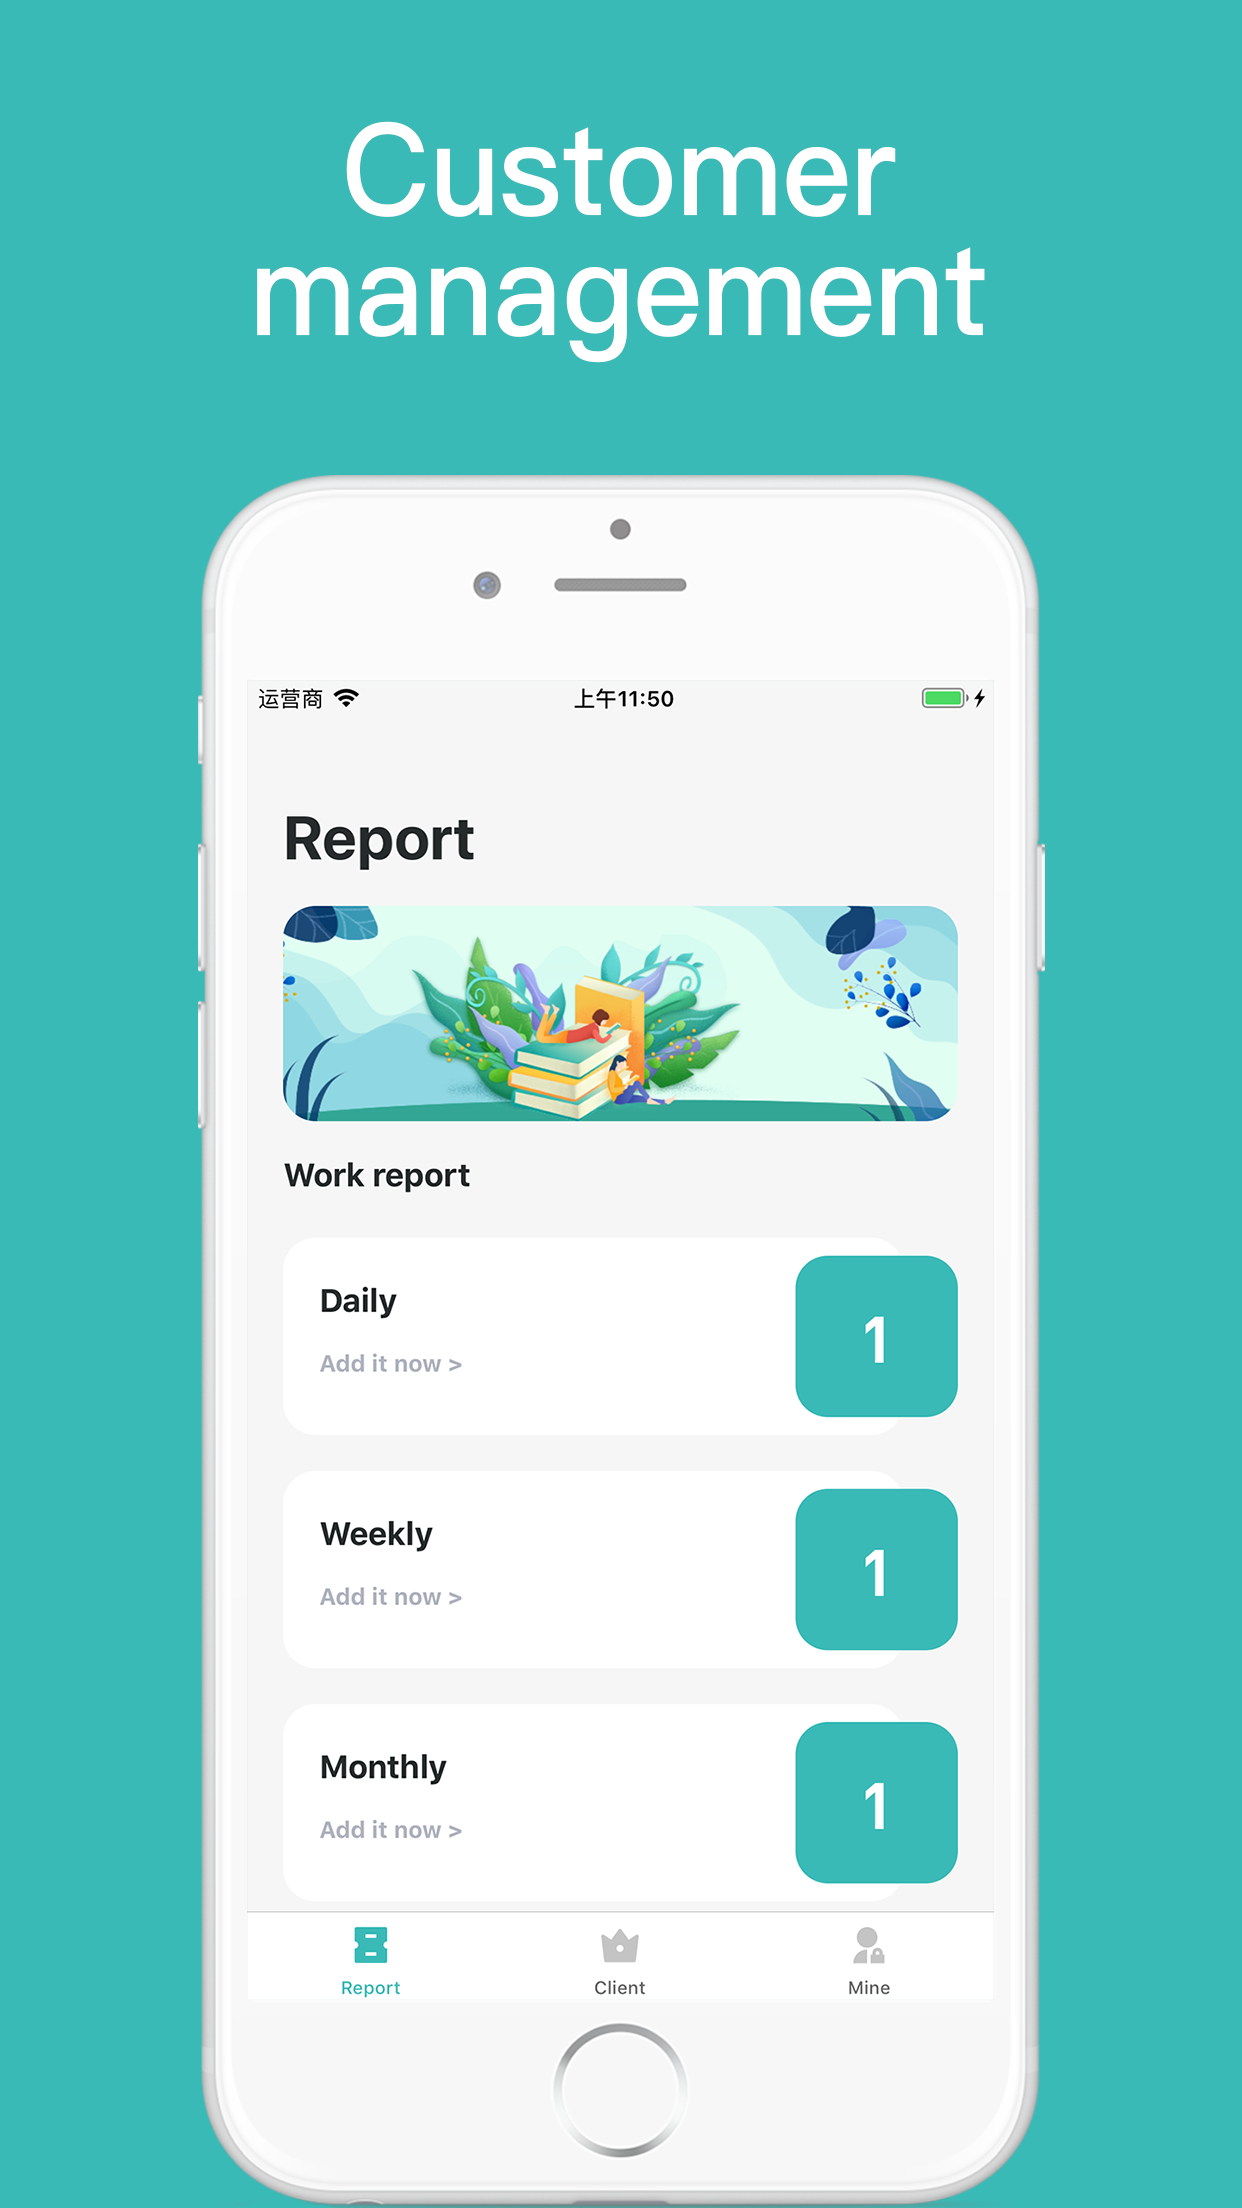 Customer
management
运营商
上午11:50
Report
Work report
Daily
Add it now >
1
Weekly
Add it now >
1
Monthly
Add it now >
1
Report
Client
Mine